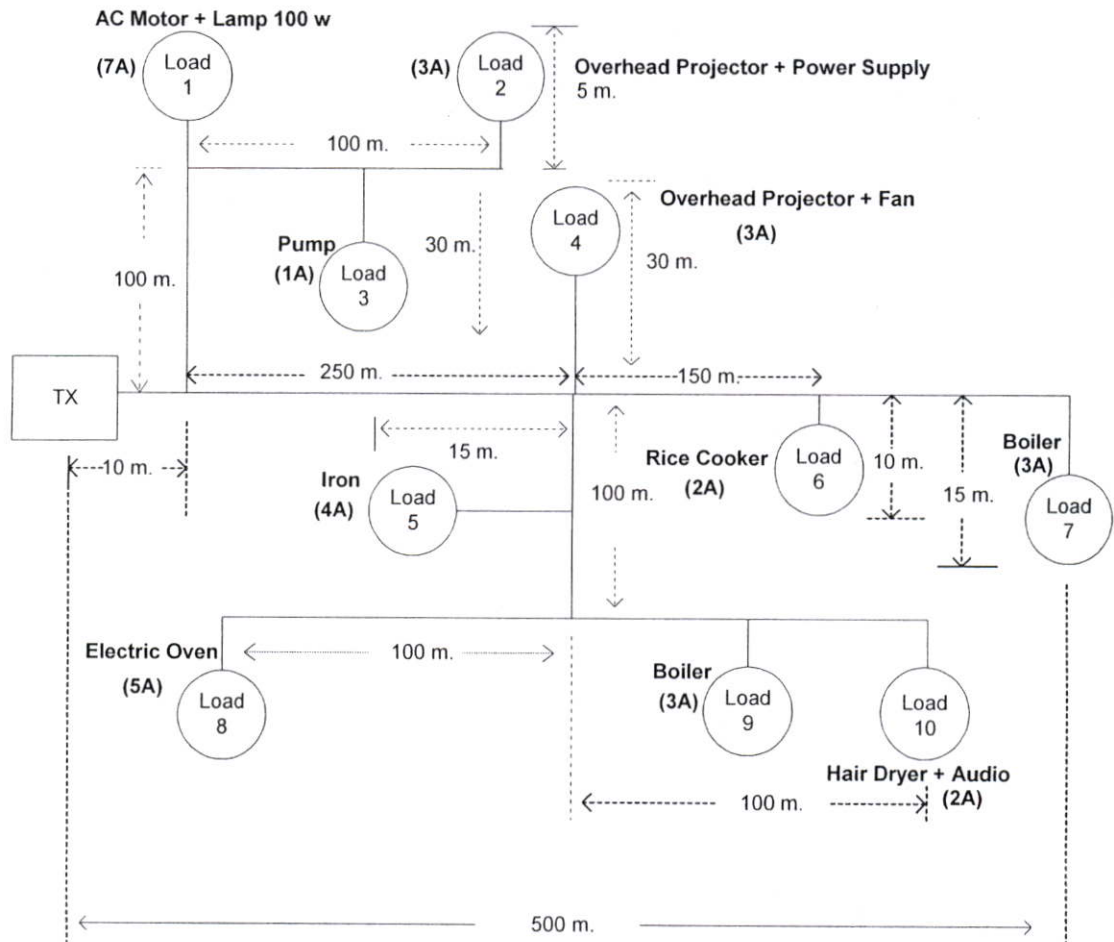 AC Motor + Lamp 100 w
(7A)
Load
1
(3A)
Load
2
Overhead Projector + Power Supply
5 m.
100 m.
Load
4
Overhead Projector + Fan
(3A)
Pump
(1A)
Load
3
30 m.
30 m.
100 m.
TX
250 m.
150 m.
10 m.
15 m.
Iron
(4A)
Load
5
100 m.
Rice Cooker
(2A)
Load
6
10 m.
15 m.
Boiler
(3A)
Load
7
Electric Oven
(5A)
Load
8
100 m.
Boiler
(3A)
Load
9
Load
10
Hair Dryer + Audio
(2A)
100 m.
500 m.